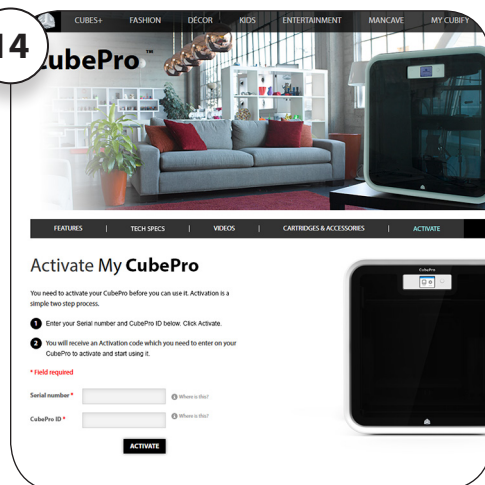 14
CUBES+ FASHION DÉCOR KIDS ENTERTAINMENT MANCAVE MY CUBIFY
CubePro ™
FEATURES | TECH SPECS | VIDEOS | CARTRIDGES & ACCESSORIES | ACTIVATE
Activate My CubePro
You need to activate your CubePro before you can use it. Activation is a
simple two step process.
1 Enter your Serial number and CubePro ID below. Click Activate.
2 You will receive an Activation code which you need to enter on your
CubePro to activate and start using it.
* Field required
Serial number * Where is this?
CubePro ID * Where is this?
ACTIVATE
CubePro